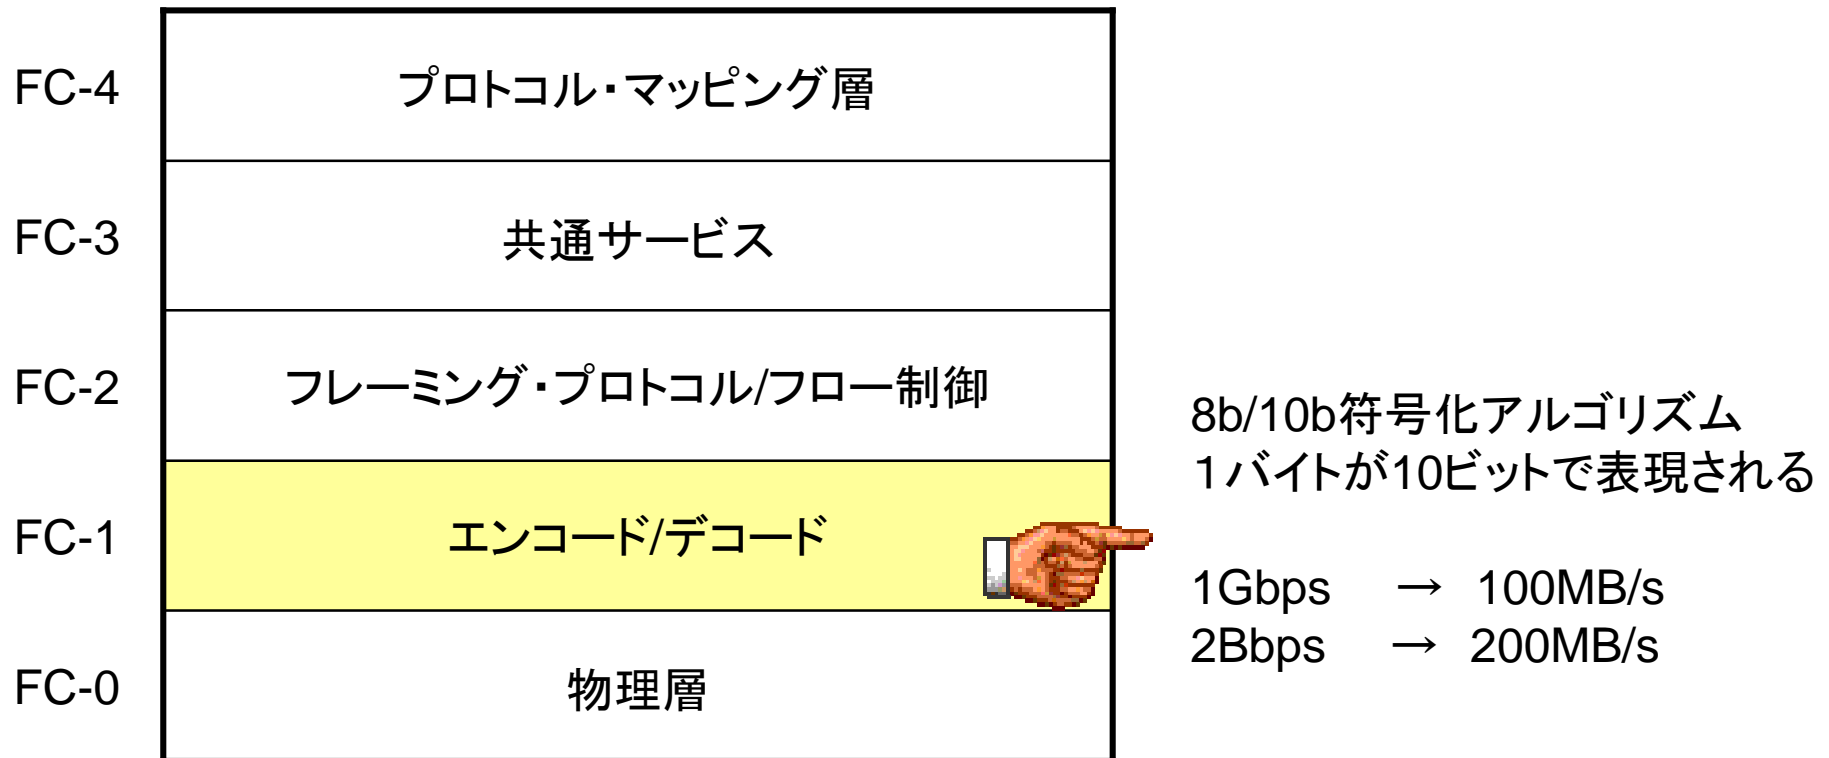 FC-4 プロトコル・マッピング層
FC-3 共通サービス
FC-2 フレーミング・プロトコル/フロー制御
8b/10b符号化アルゴリズム
１バイトが10ビットで表現される
FC-1 エンコード/デコード
1Gbps → 100MB/s
2Bbps → 200MB/s
FC-0 物理層